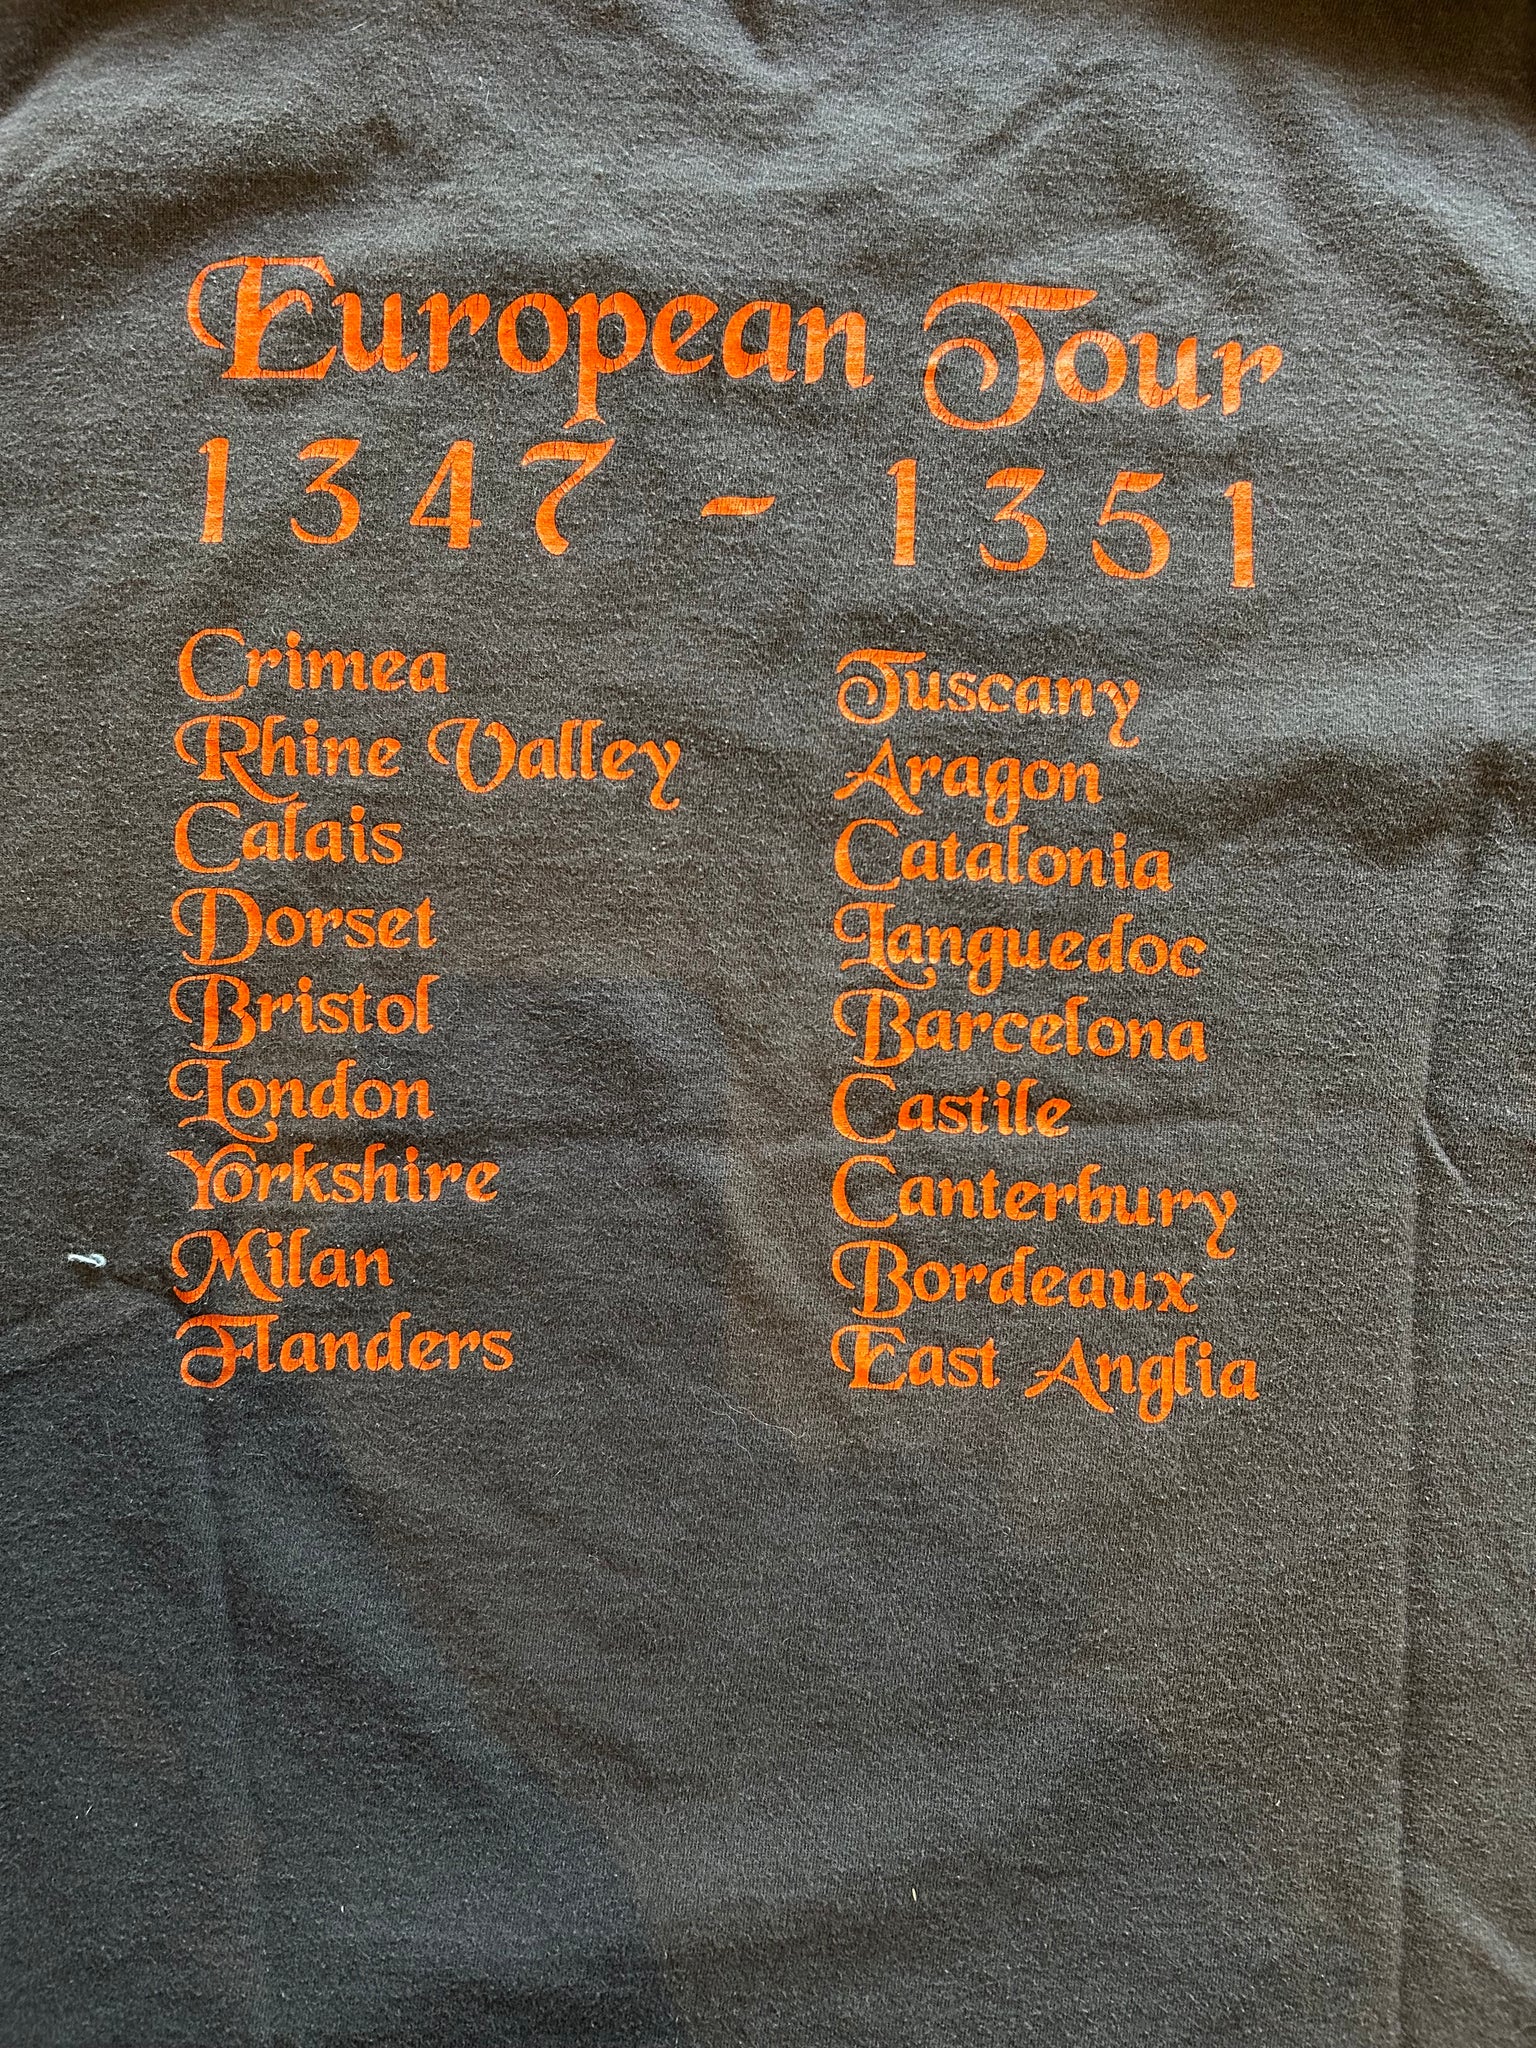 European Tour
1347 - 1351
Crimea
Rhine Valley
Calais
Dorset
Bristol
London
Yorkshire
Milan
Flanders
Tuscany
Aragon
Catalonia
Languedoc
Barcelona
Castile
Canterbury
Bordeaux
East Anglia